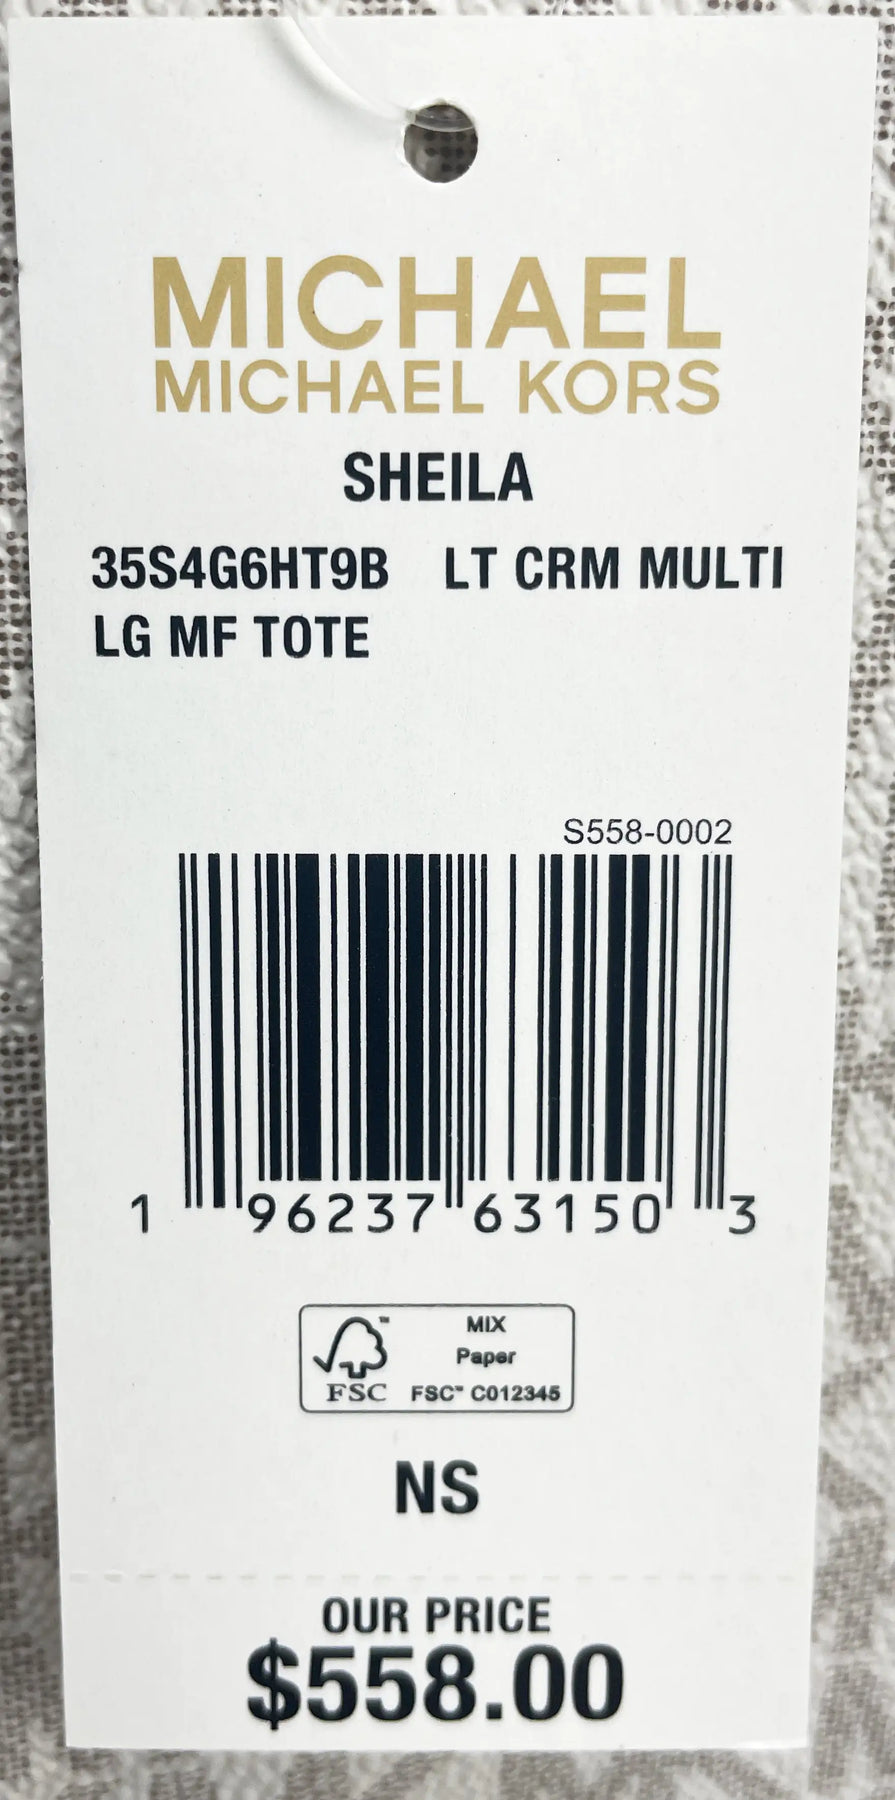 MICHAEL
MICHAEL KORS
SHEILA
35S4G6HT9B LT CRM MULTI
LG MF TOTE
S558-0002
1 96237 63150 3
MIX
Paper
FSC™ C012345
FSC
NS
OUR PRICE
$558.00